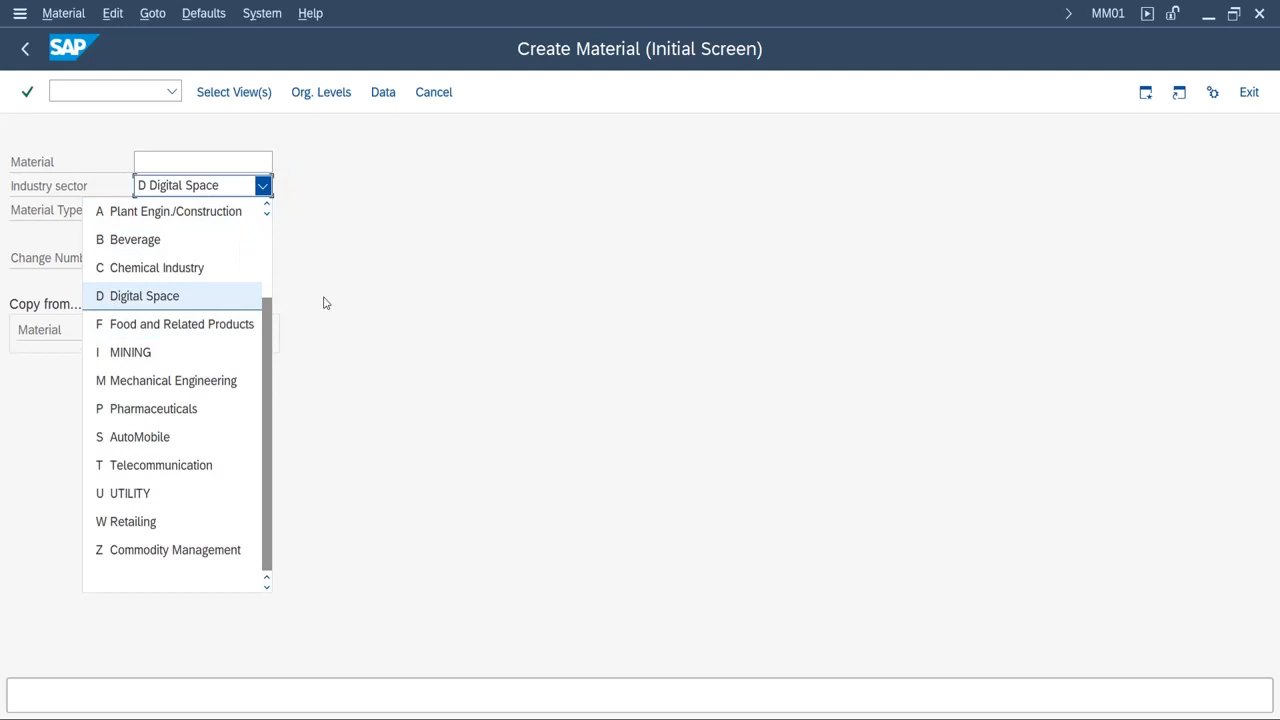 Material Edit Goto Defaults System Help MM01
SAP Create Material (Initial Screen)
Select View(s) Org. Levels Data Cancel Exit
Material
Industry sector D Digital Space
Material Type
A Plant Engin./Construction
B Beverage
Change Numb
C Chemical Industry
D Digital Space
Copy from...
F Food and Related Products
Material
I MINING
M Mechanical Engineering
P Pharmaceuticals
S AutoMobile
T Telecommunication
U UTILITY
W Retailing
Z Commodity Management